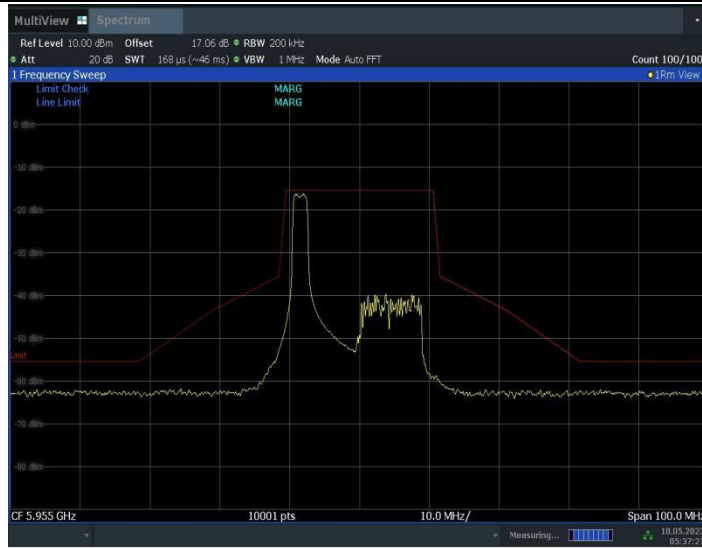 MultiView Spectrum
Ref Level 10.00 dBm Offset 17.06 dB RBW 200 kHz
Att 20 dB SWT 168 µs (~46 ms) VBW 1 MHz Mode Auto FFT Count 100/100
1 Frequency Sweep 1Rm View
Limit Check MARG
Line Limit MARG
0 dBm
-10 dBm
-20 dBm
-30 dBm
-40 dBm
-50 dBm
-60 dBm
-70 dBm
-80 dBm
CF 5.955 GHz 10001 pts 10.0 MHz/ Span 100.0 MHz
Measuring... 18.05.2023
05:37:21